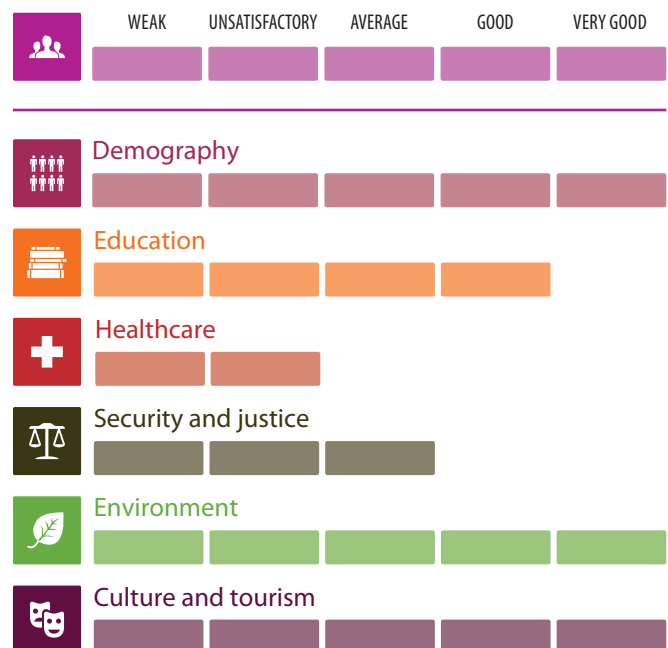 WEAK UNSATISFACTORY AVERAGE GOOD VERY GOOD
Demography
Education
Healthcare
Security and justice
Environment
Culture and tourism